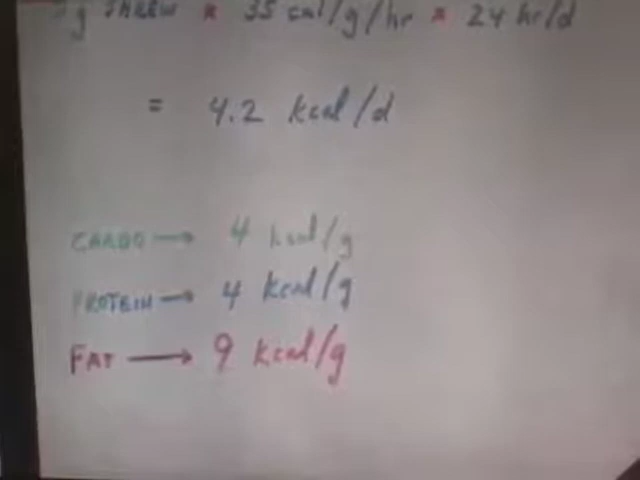 g shrew × 35 cal/g/hr × 24 hr/d
= 4.2 kcal/d
CARBO → 4 kcal/g
PROTEIN → 4 kcal/g
FAT → 9 kcal/g